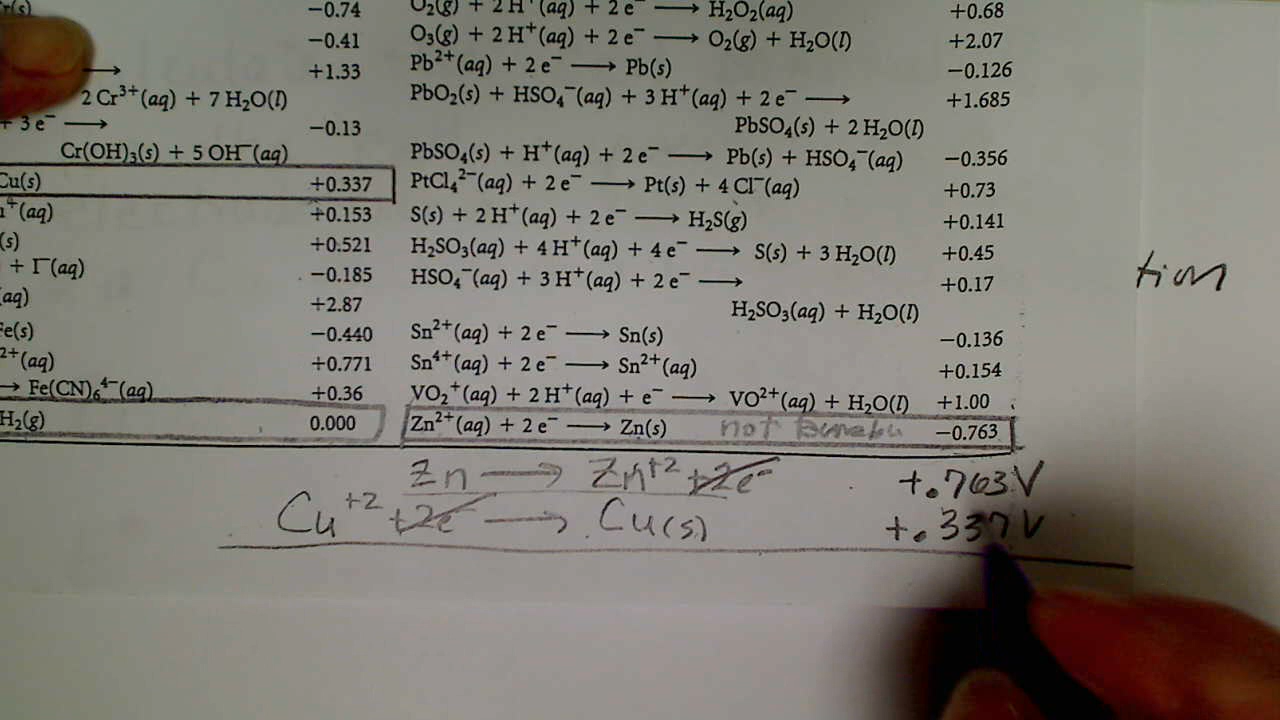 r(s) −0.74
−0.41
⟶ +1.33
2 Cr³⁺(aq) + 7 H₂O(l)
+ 3 e⁻ ⟶ −0.13
Cr(OH)₃(s) + 5 OH⁻(aq)
Cu(s) +0.337
⁴⁺(aq) +0.153
(s) +0.521
+ I⁻(aq) −0.185
(aq) +2.87
Fe(s) −0.440
²⁺(aq) +0.771
→ Fe(CN)₆⁴⁻(aq) +0.36
H₂(g) 0.000
O₂(g) + 2 H⁺(aq) + 2 e⁻ ⟶ H₂O₂(aq) +0.68
O₃(g) + 2 H⁺(aq) + 2 e⁻ ⟶ O₂(g) + H₂O(l) +2.07
Pb²⁺(aq) + 2 e⁻ ⟶ Pb(s) −0.126
PbO₂(s) + HSO₄⁻(aq) + 3 H⁺(aq) + 2 e⁻ ⟶ +1.685
PbSO₄(s) + 2 H₂O(l)
PbSO₄(s) + H⁺(aq) + 2 e⁻ ⟶ Pb(s) + HSO₄⁻(aq) −0.356
PtCl₄²⁻(aq) + 2 e⁻ ⟶ Pt(s) + 4 Cl⁻(aq) +0.73
S(s) + 2 H⁺(aq) + 2 e⁻ ⟶ H₂S(g) +0.141
H₂SO₃(aq) + 4 H⁺(aq) + 4 e⁻ ⟶ S(s) + 3 H₂O(l) +0.45
HSO₄⁻(aq) + 3 H⁺(aq) + 2 e⁻ ⟶ +0.17
H₂SO₃(aq) + H₂O(l)
Sn²⁺(aq) + 2 e⁻ ⟶ Sn(s) −0.136
Sn⁴⁺(aq) + 2 e⁻ ⟶ Sn²⁺(aq) +0.154
VO₂⁺(aq) + 2 H⁺(aq) + e⁻ ⟶ VO²⁺(aq) + H₂O(l) +1.00
Zn²⁺(aq) + 2 e⁻ ⟶ Zn(s) not −0.763
Zn ⟶ Zn⁺² +2e⁻ +.763V
Cu⁺² +2e⁻ ⟶ Cu(s) +.337V
tion